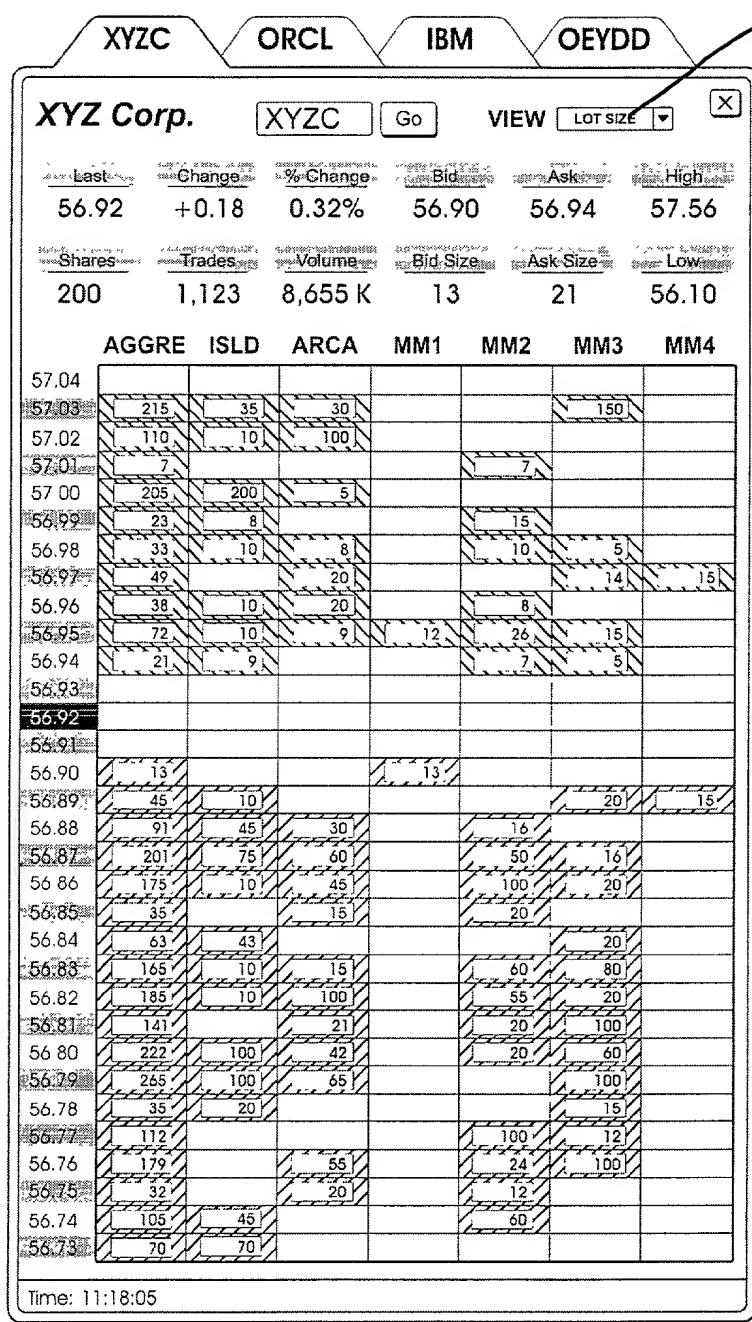 XYZC ORCL IBM OEYDD
XYZ Corp. XYZC Go VIEW LOT SIZE X
Last Change % Change Bid Ask High
56.92 +0.18 0.32% 56.90 56.94 57.56
Shares Trades Volume Bid Size Ask Size Low
200 1,123 8,655 K 13 21 56.10
AGGRE ISLD ARCA MM1 MM2 MM3 MM4
57.04
57.03 215 35 30 150
57.02 110 10 100
57.01 7 7
57 00 205 200 5
56.99 23 8 15
56.98 33 10 8 10 5
56.97 49 20 14 15
56.96 38 10 20 8
56.95 72 10 9 12 26 15
56.94 21 9 7 5
56.93
56.92
56.91
56.90 13 13
56.89 45 10 20 15
56.88 91 45 30 16
56.87 201 75 60 50 16
56 86 175 10 45 100 20
56.85 35 15 20
56.84 63 43 20
56.83 165 10 15 60 80
56.82 185 10 100 55 20
56.81 141 21 20 100
56 80 222 100 42 20 60
56.79 265 100 65 100
56.78 35 20 15
56.77 112 100 12
56.76 179 55 24 100
56.75 32 20 12
56.74 105 45 60
56.73 70 70
Time: 11:18:05